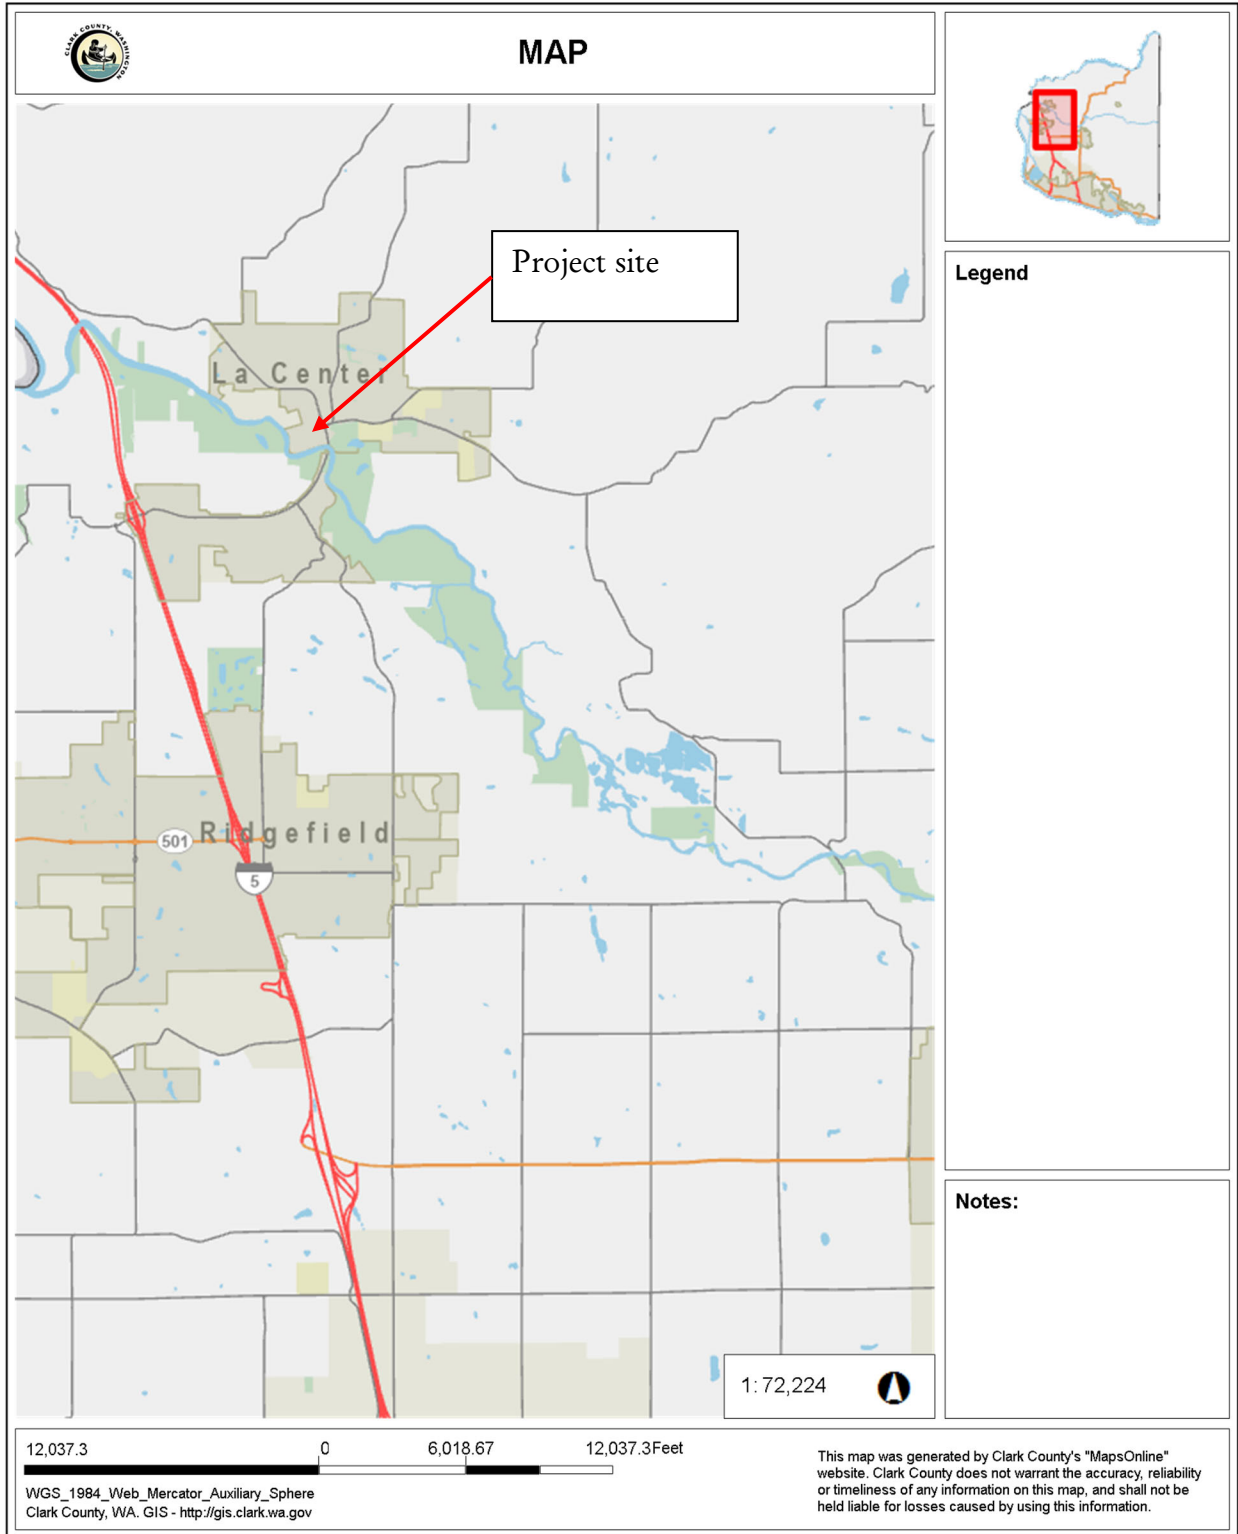 CLARK COUNTY, WASHINGTON
MAP
Project site
La Center
Ridgefield
501
5
1:72,224
Legend
Notes:
12,037.3 0 6,018.67 12,037.3Feet
WGS_1984_Web_Mercator_Auxiliary_Sphere
Clark County, WA. GIS - http://gis.clark.wa.gov
This map was generated by Clark County's "MapsOnline"
website. Clark County does not warrant the accuracy, reliability
or timeliness of any information on this map, and shall not be
held liable for losses caused by using this information.